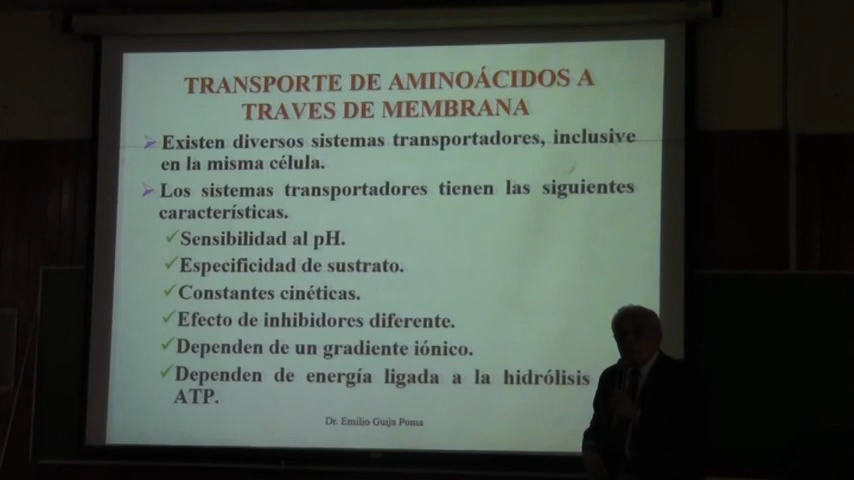 TRANSPORTE DE AMINOÁCIDOS A
TRAVES DE MEMBRANA
Existen diversos sistemas transportadores, inclusive
en la misma célula.
Los sistemas transportadores tienen las siguientes
características.
Sensibilidad al pH.
Especificidad de sustrato.
Constantes cinéticas.
Efecto de inhibidores diferente.
Dependen de un gradiente iónico.
Dependen de energía ligada a la hidrólisis
ATP.
Dr. Emilio Guija Poma